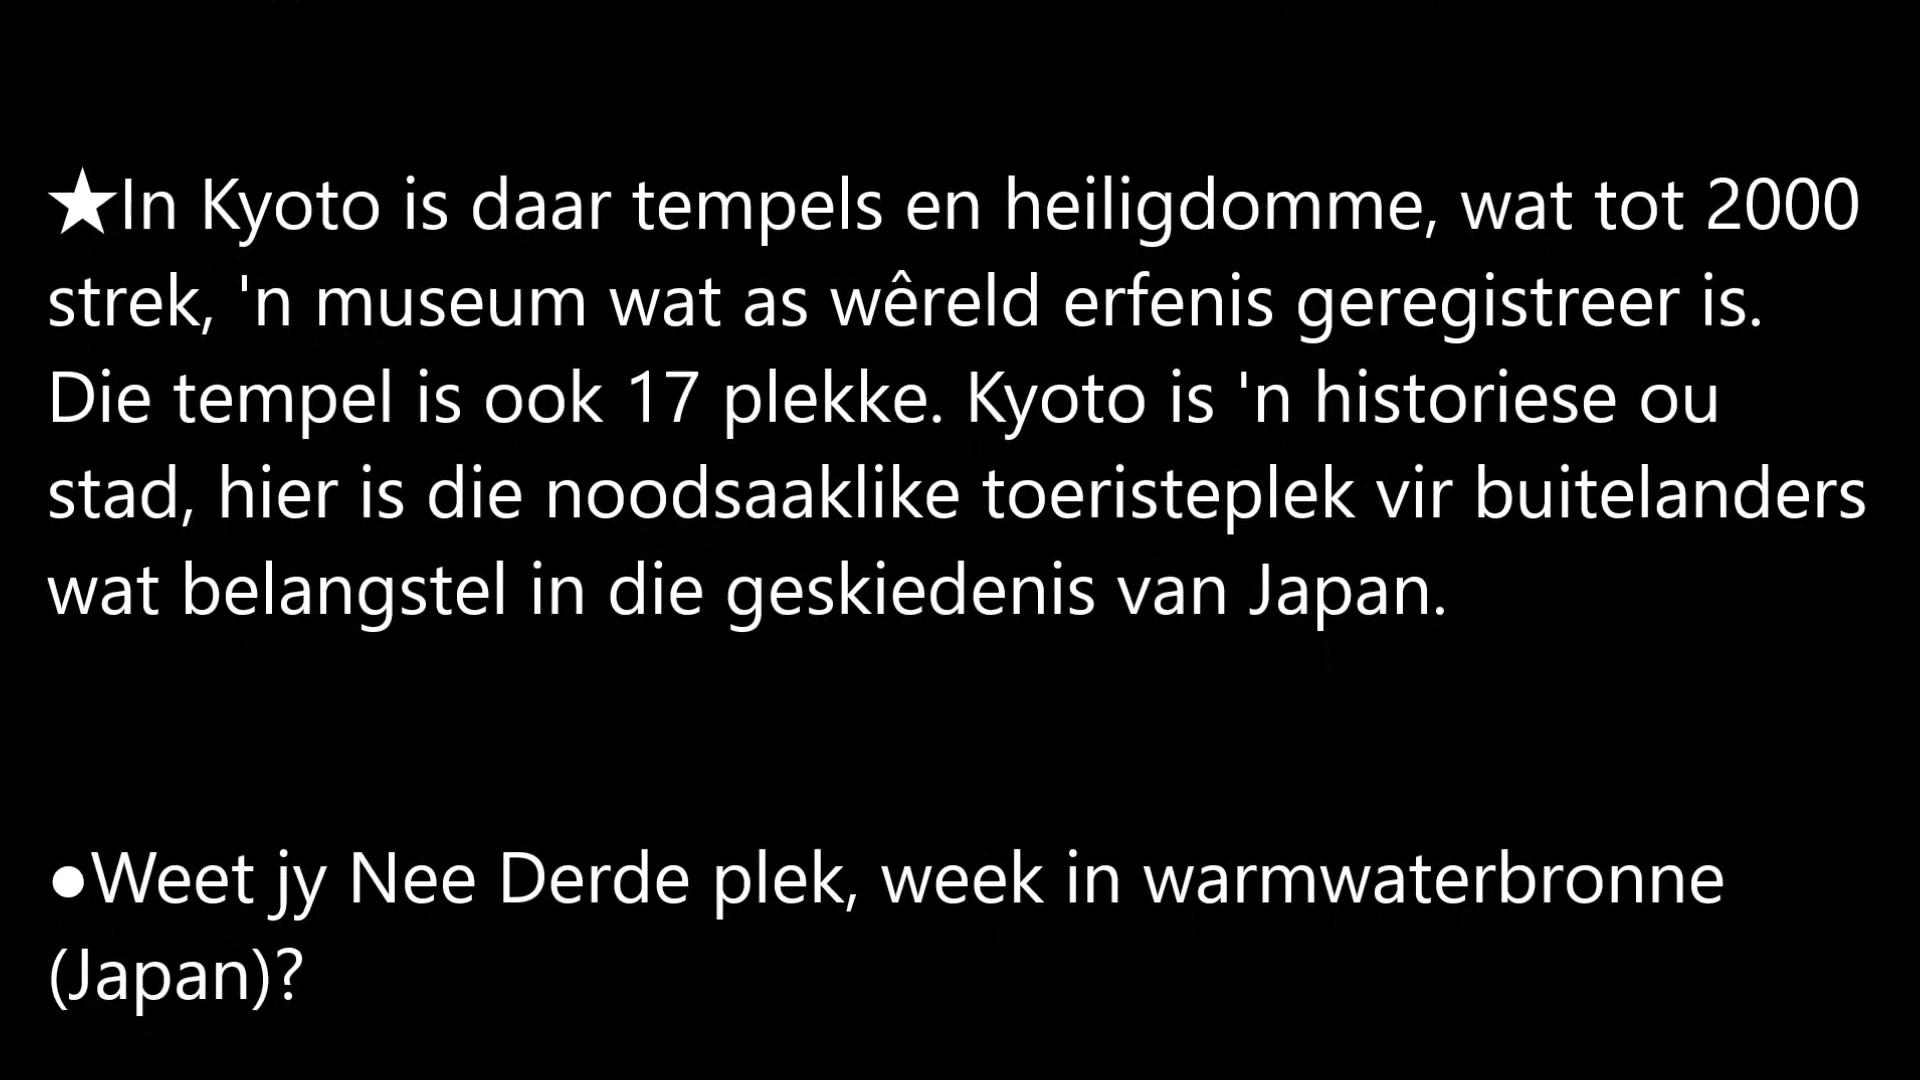 ★In Kyoto is daar tempels en heiligdomme, wat tot 2000
strek, 'n museum wat as wêreld erfenis geregistreer is.
Die tempel is ook 17 plekke. Kyoto is 'n historiese ou
stad, hier is die noodsaaklike toeristeplek vir buitelanders
wat belangstel in die geskiedenis van Japan.
●Weet jy Nee Derde plek, week in warmwaterbronne
(Japan)?